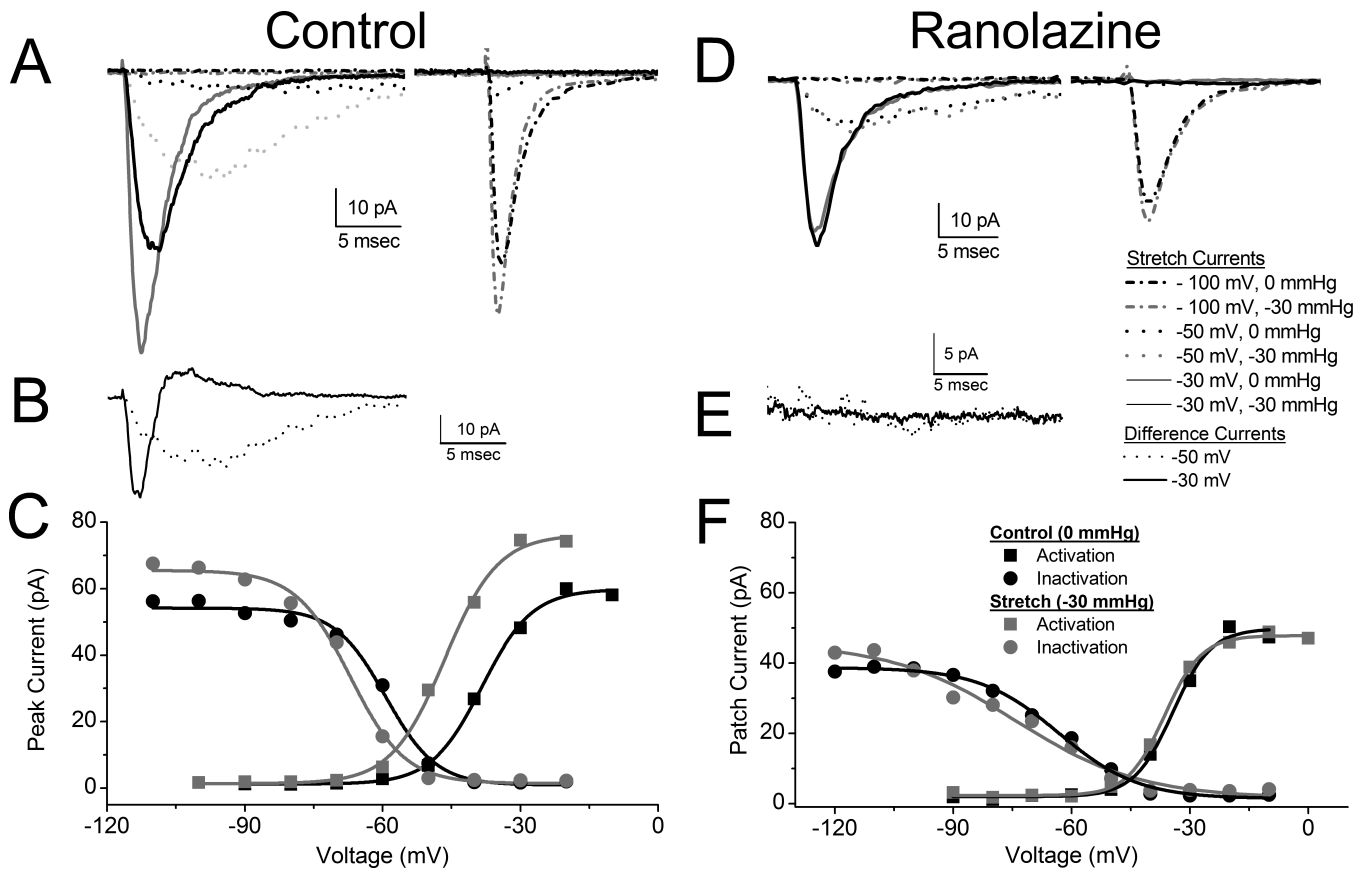 Control
Ranolazine
A
10 pA
5 msec
D
10 pA
5 msec
Stretch Currents
- 100 mV, 0 mmHg
- 100 mV, -30 mmHg
-50 mV, 0 mmHg
-50 mV, -30 mmHg
-30 mV, 0 mmHg
-30 mV, -30 mmHg
Difference Currents
-50 mV
-30 mV
B
10 pA
5 msec
E
5 pA
5 msec
C
Peak Current (pA)
80
60
40
20
0
-120
-90
-60
-30
0
Voltage (mV)
F
Patch Current (pA)
80
60
40
20
0
Control (0 mmHg)
Activation
Inactivation
Stretch (-30 mmHg)
Activation
Inactivation
-120
-90
-60
-30
0
Voltage (mV)